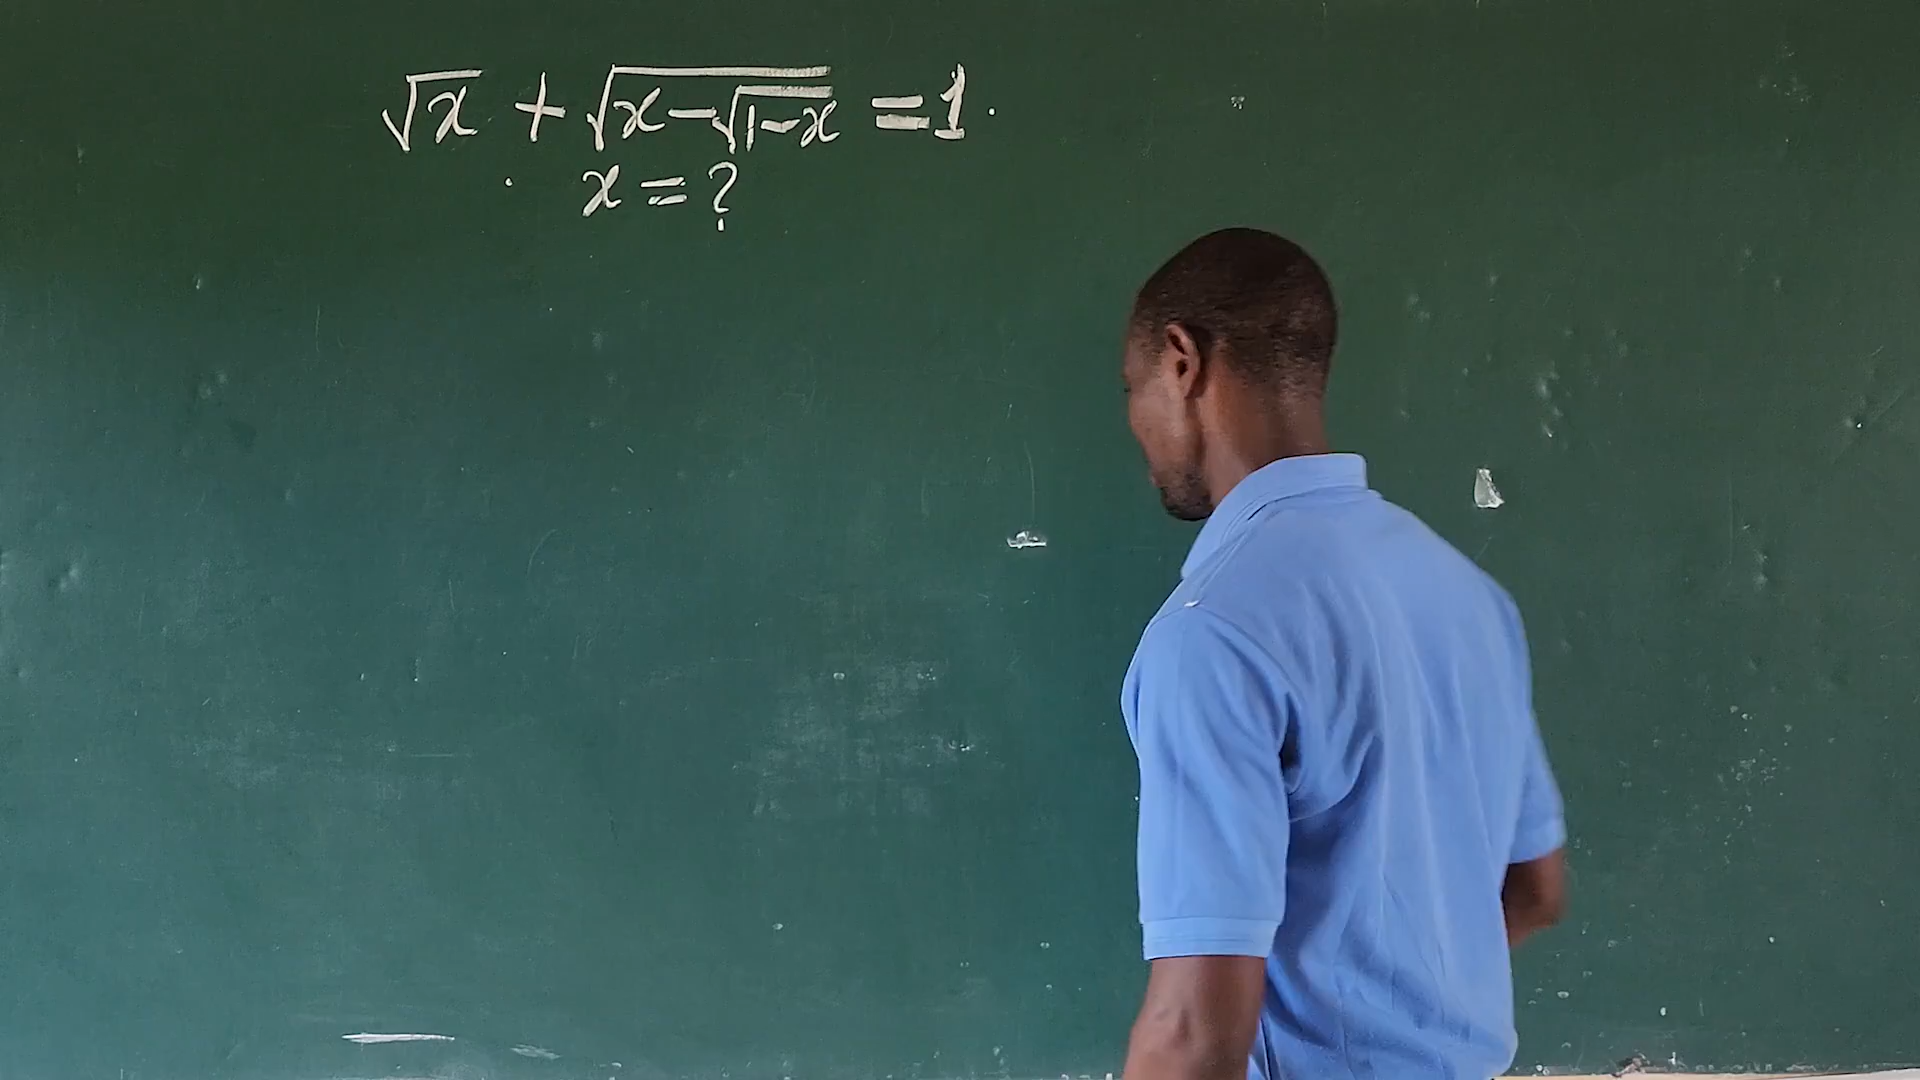 √x + √(x-√(1-x)) = 1
x = ?